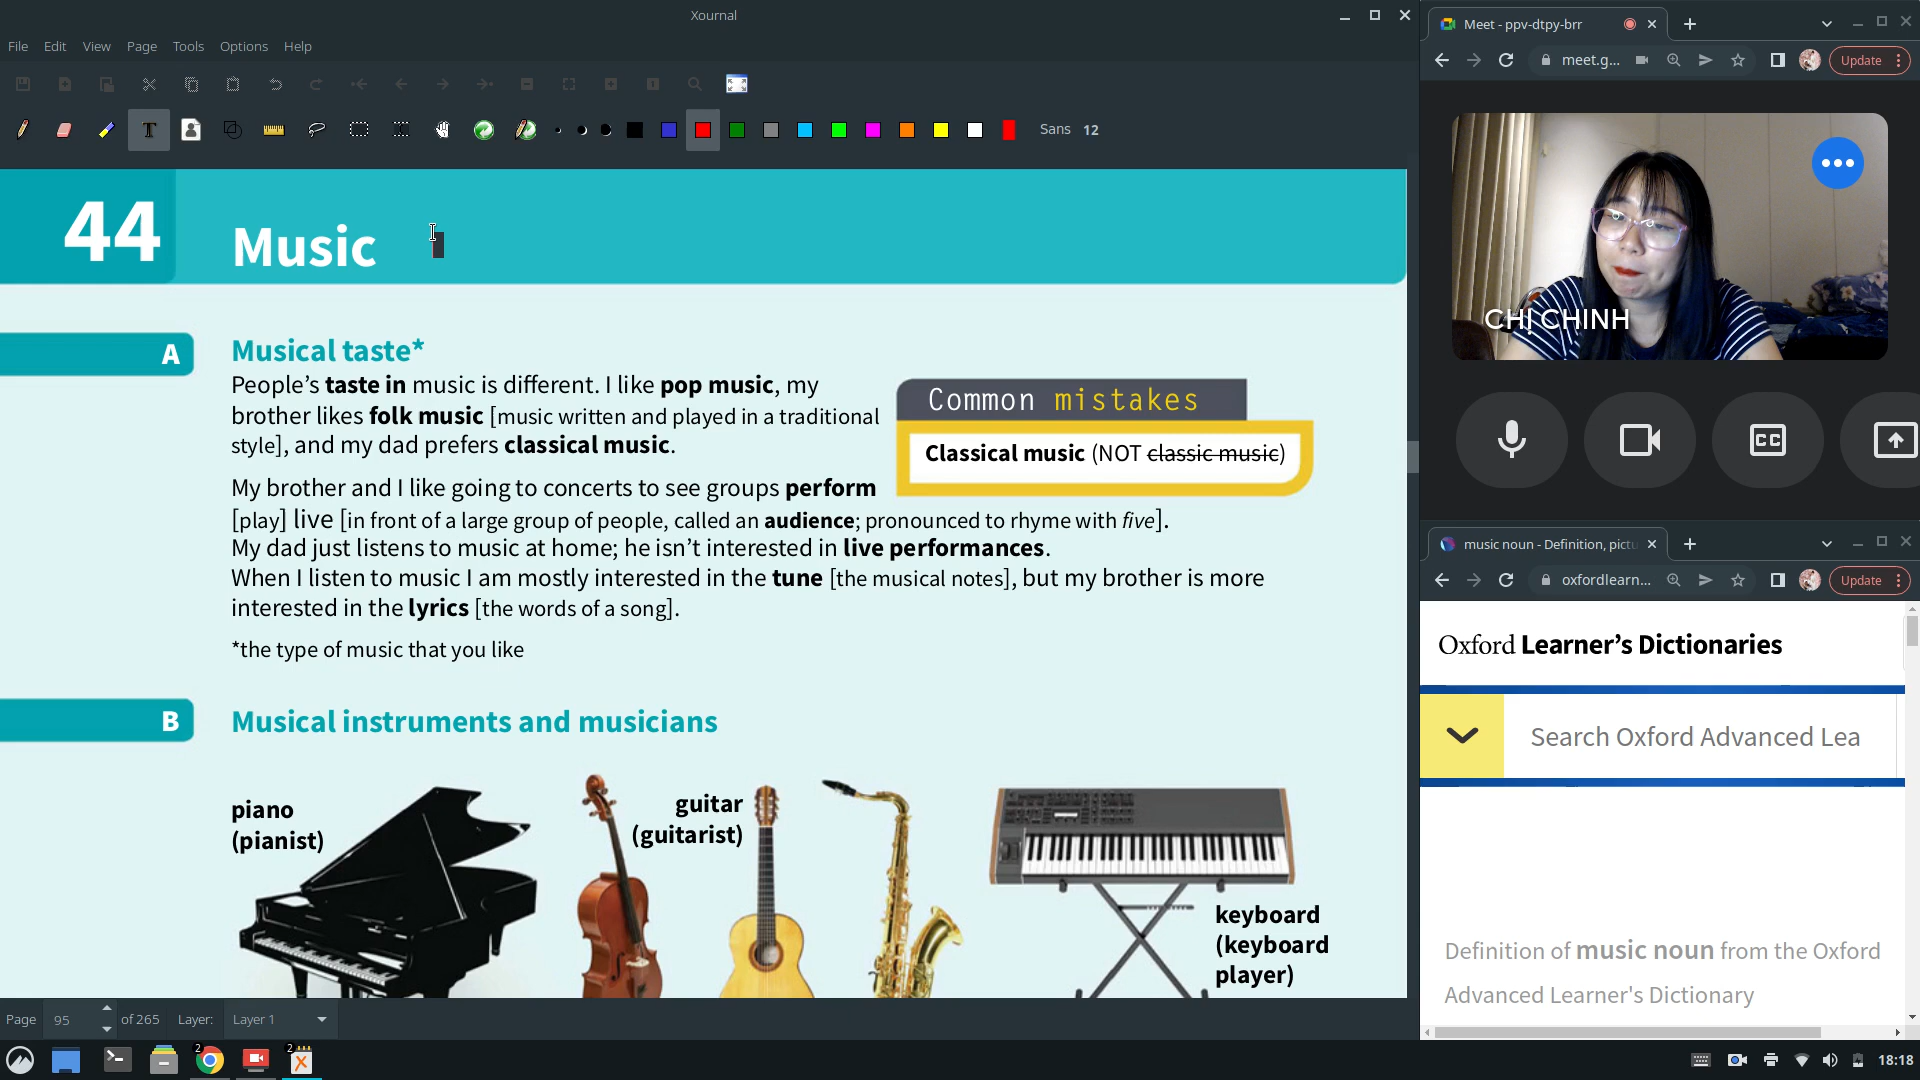 Xournal
File Edit View Page Tools Options Help
Sans 12
44 Music
A
Musical taste*
People’s taste in music is different. I like pop music, my
brother likes folk music [music written and played in a traditional
style], and my dad prefers classical music.
Common mistakes
Classical music (NOT classic music)
My brother and I like going to concerts to see groups perform
[play] live [in front of a large group of people, called an audience; pronounced to rhyme with five].
My dad just listens to music at home; he isn’t interested in live performances.
When I listen to music I am mostly interested in the tune [the musical notes], but my brother is more
interested in the lyrics [the words of a song].
*the type of music that you like
B
Musical instruments and musicians
piano
(pianist)
guitar
(guitarist)
keyboard
(keyboard
player)
Page 95 of 265 Layer: Layer 1
Meet - ppv-dtpy-brr
meet.g...
Update
CHỊ CHINH
music noun - Definition, pictu
oxfordlearn...
Update
Oxford Learner’s Dictionaries
Search Oxford Advanced Lea
Definition of music noun from the Oxford
Advanced Learner's Dictionary
2
2
18:18